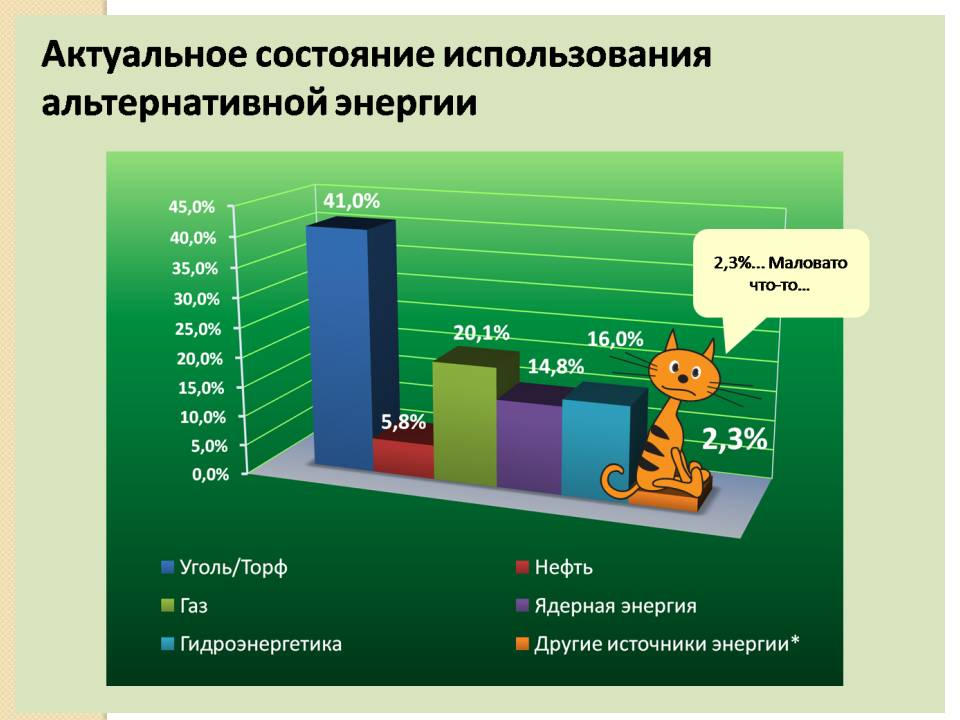 Актуальное состояние использования
альтернативной энергии
45,0%
40,0%
35,0%
30,0%
25,0%
20,0%
15,0%
10,0%
5,0%
0,0%
41,0%
5,8%
20,1%
14,8%
16,0%
2,3%
2,3%... Маловато
что-то...
Уголь/Торф
Нефть
Газ
Ядерная энергия
Гидроэнергетика
Другие источники энергии*